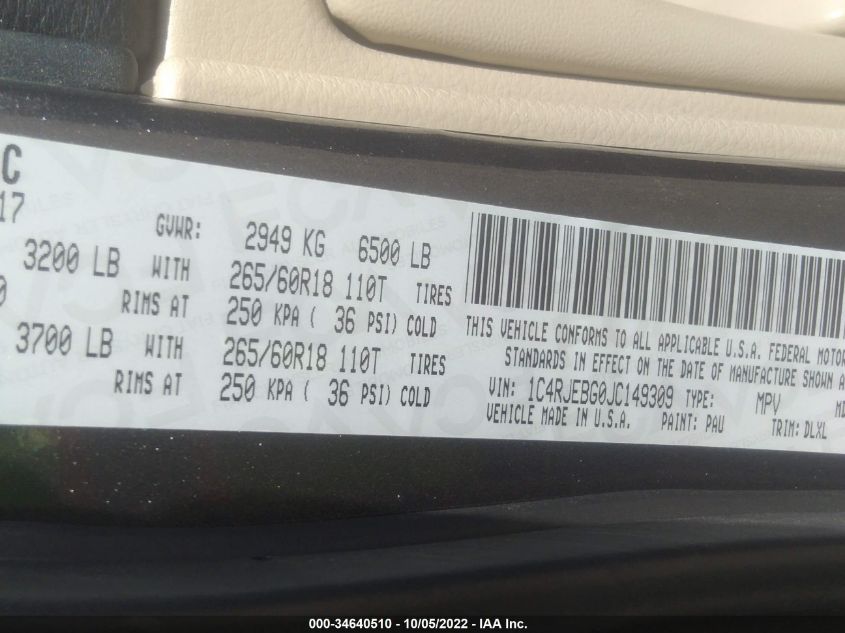 C
17
GVWR: 2949 KG 6500 LB
3200 LB WITH 265/60R18 110T TIRES
0 RIMS AT 250 KPA ( 36 PSI) COLD
3700 LB WITH 265/60R18 110T TIRES
RIMS AT 250 KPA ( 36 PSI) COLD
THIS VEHICLE CONFORMS TO ALL APPLICABLE U.S.A. FEDERAL MOTOR
STANDARDS IN EFFECT ON THE DATE OF MANUFACTURE SHOWN A
VIN: 1C4RJEBG0JC149309 TYPE: MPV
VEHICLE MADE IN U.S.A. PAINT: PAU TRIM: DLXL
000-34640510 - 10/05/2022 - IAA Inc.